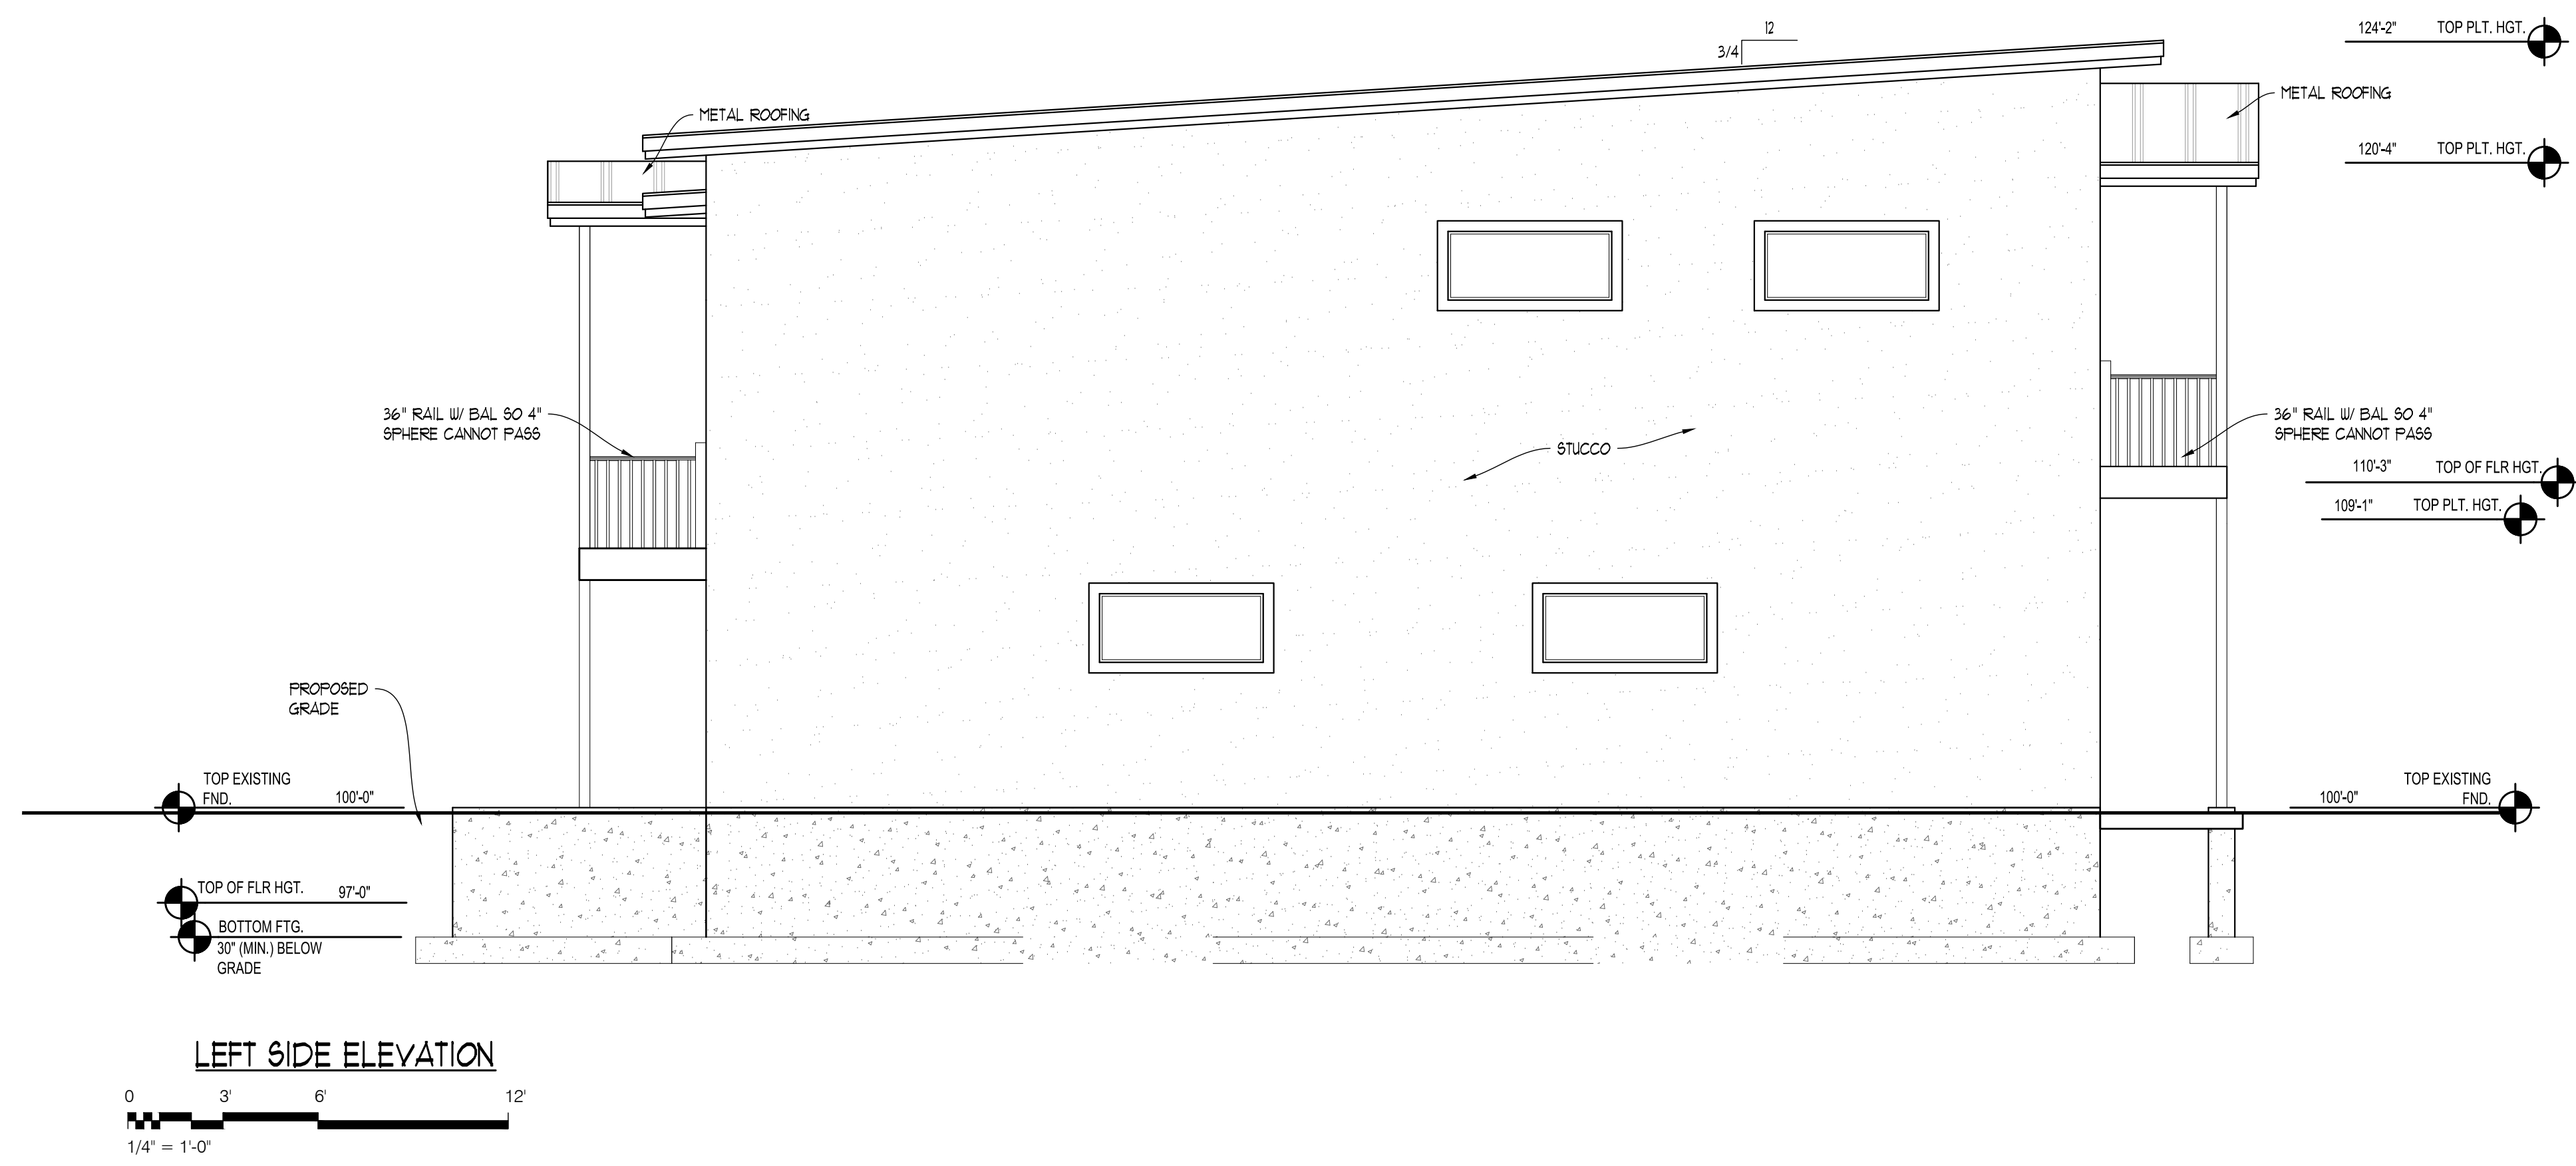 12
3/4
124'-2" TOP PLT. HGT.
METAL ROOFING
METAL ROOFING
120'-4" TOP PLT. HGT.
36" RAIL W/ BAL SO 4"
SPHERE CANNOT PASS
36" RAIL W/ BAL SO 4"
SPHERE CANNOT PASS
STUCCO
110'-3" TOP OF FLR HGT.
109'-1" TOP PLT. HGT.
PROPOSED
GRADE
TOP EXISTING
FND. 100'-0"
TOP EXISTING
100'-0" FND.
TOP OF FLR HGT. 97'-0"
BOTTOM FTG.
30" (MIN.) BELOW
GRADE
LEFT SIDE ELEVATION
0 3' 6' 12'
1/4" = 1'-0"